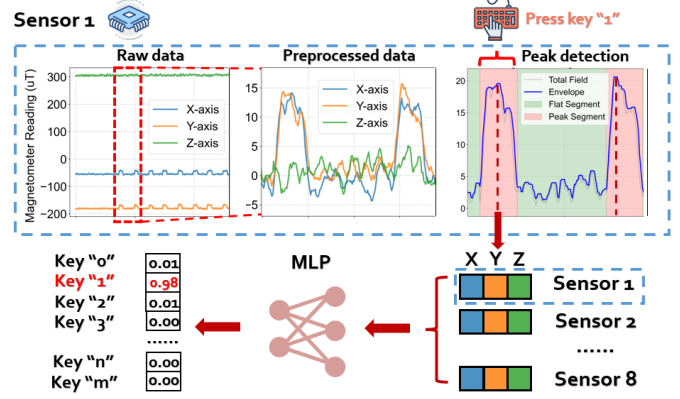 Sensor 1
Press key “1”
Raw data
Preprocessed data
Peak detection
Magnetometer Reading (uT)
300
200
100
0
−100
−200
X-axis
Y-axis
Z-axis
15
10
5
0
−5
X-axis
Y-axis
Z-axis
20
15
10
5
0
Total Field
Envelope
Flat Segment
Peak Segment
Key “0” 0.01
Key “1” 0.98
Key “2” 0.01
Key “3” 0.00
......
Key “n” 0.00
Key “m” 0.00
MLP
X Y Z
Sensor 1
Sensor 2
......
Sensor 8